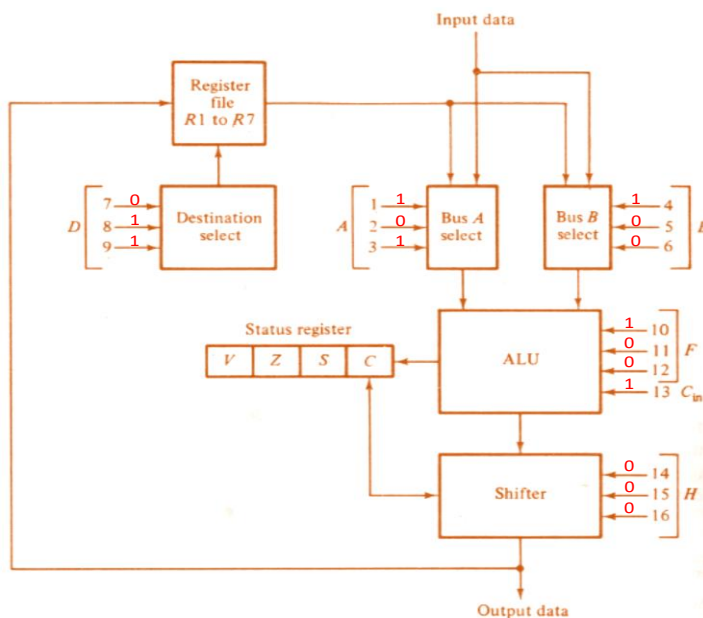 Input data
Register
file
R1 to R7
7 0
8 1
9 1
D
Destination
select
A
1 1
2 0
3 1
Bus A
select
Bus B
select
1 4
0 5
0 6
Status register
V Z S C
ALU
1 10
0 11
0 12
F
1 13 Cin
Shifter
0 14
0 15
0 16
H
Output data